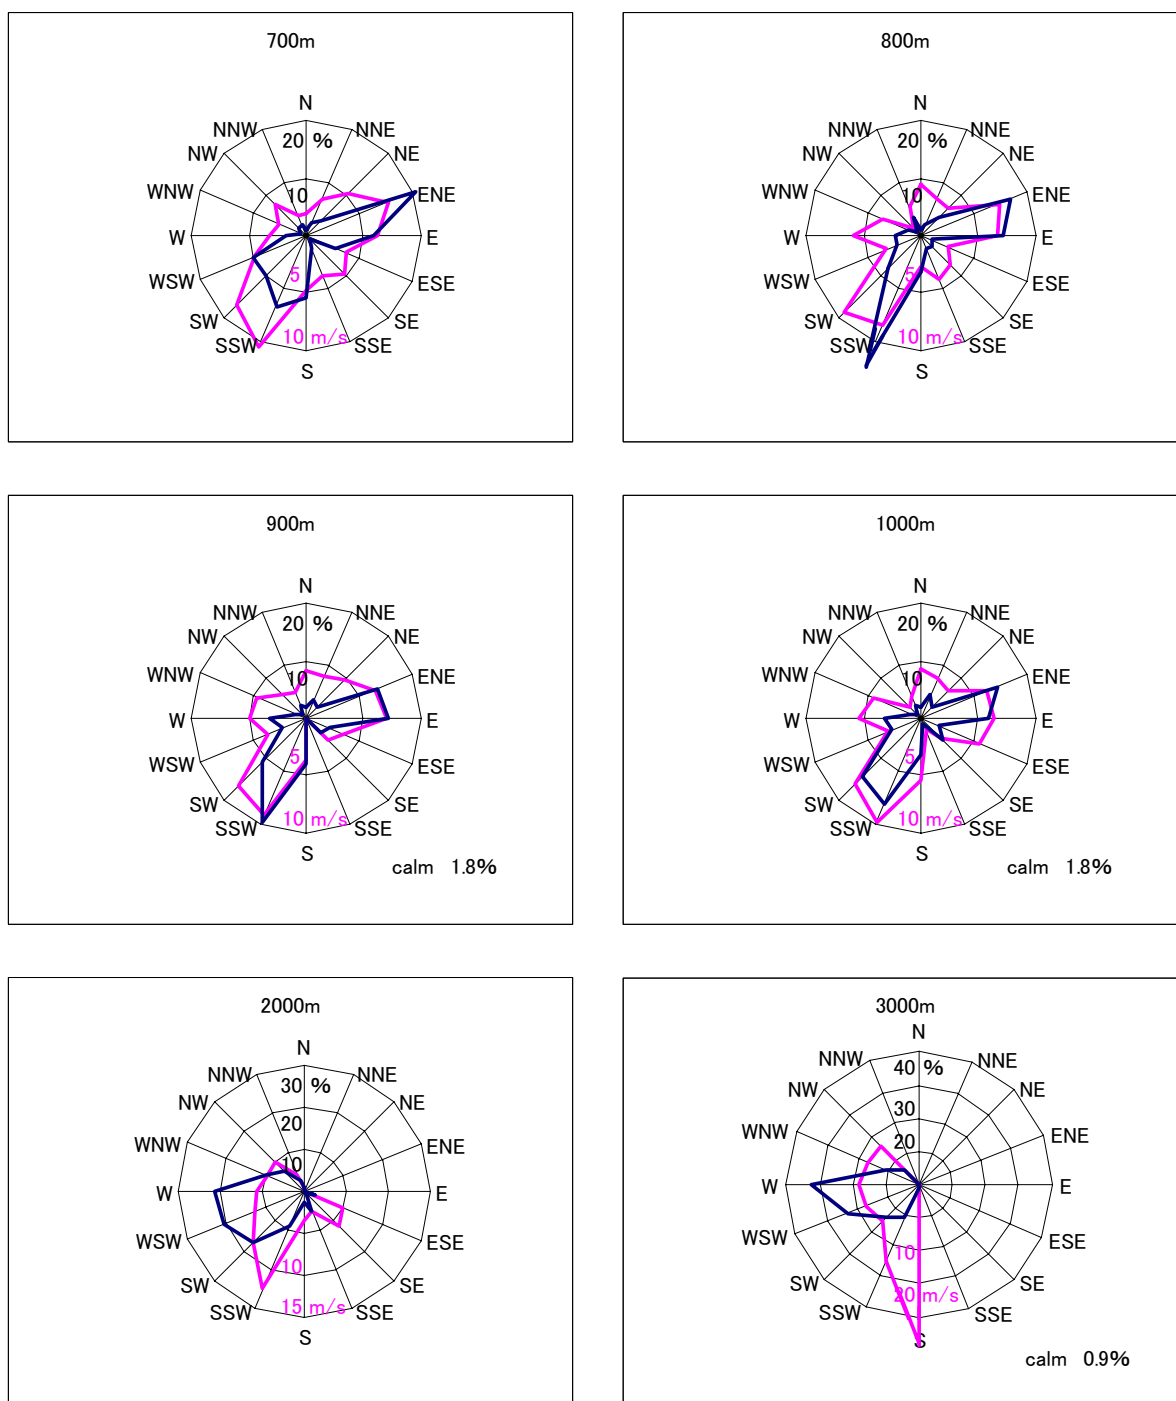 700m
N
NNW
NNE
20 %
NW
NE
WNW
10
ENE
W
E
5
WSW
ESE
SW
SE
10 m/s
SSW
SSE
S
800m
N
NNW
NNE
20 %
NW
NE
WNW
10
ENE
W
E
5
WSW
ESE
SW
SE
10 m/s
SSW
SSE
S
900m
N
NNW
NNE
20 %
NW
NE
WNW
10
ENE
W
E
5
WSW
ESE
SW
SE
10 m/s
SSW
SSE
S
calm 1.8%
1000m
N
NNW
NNE
20 %
NW
NE
WNW
10
ENE
W
E
5
WSW
ESE
SW
SE
10 m/s
SSW
SSE
S
calm 1.8%
2000m
N
NNW
NNE
30 %
NW
NE
20
WNW
ENE
10
W
E
WSW
ESE
10
SW
SE
15 m/s
SSW
SSE
S
3000m
N
NNW
NNE
40 %
NW
NE
30
WNW
ENE
20
W
E
WSW
ESE
10
SW
SE
20 m/s
SSW
SSE
S
calm 0.9%